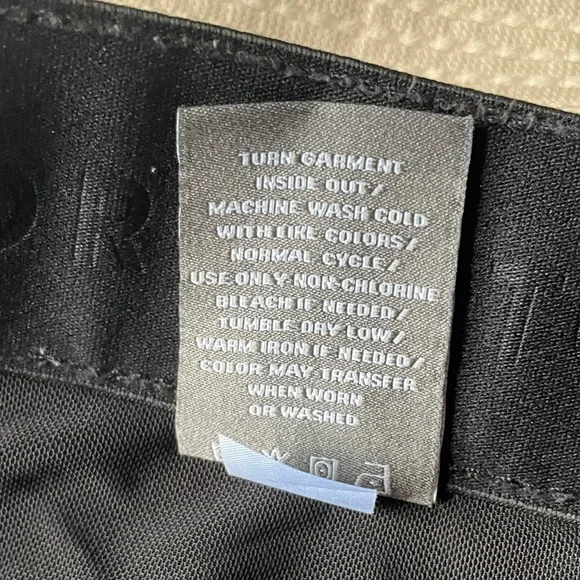 TURN GARMENT
INSIDE OUT/
MACHINE WASH COLD
WITH LIKE COLORS/
NORMAL CYCLE/
USE ONLY NON-CHLORINE
BLEACH IF NEEDED/
TUMBLE DRY LOW/
WARM IRON IF NEEDED/
COLOR MAY TRANSFER
WHEN WORN
OR WASHED
R